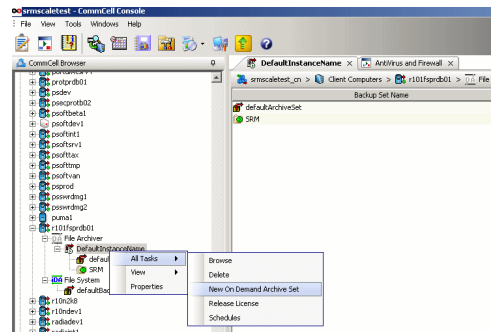 srmscaletest - CommCell Console
File View Tools Windows Help
CommCell Browser
protprdb01
psdev
psecprotb02
psoftbeta1
psoftdev1
psoftint1
psoftsrv1
psofttax
psofttmp
psoftvan
psprod
psswrdmg1
psswrdmg2
puma1
r101fsprdb01
File Archiver
DefaultInstanceName
defaul
SRM
File System
defaultBac
r10n2k8
r10ndev1
radiadev1
DefaultInstanceName
AntiVirus and Firewall
srmscaletest_cn > Client Computers > r101fsprdb01 > File
Backup Set Name
defaultArchiveSet
SRM
All Tasks
View
Properties
Browse
Delete
New On Demand Archive Set
Release License
Schedules